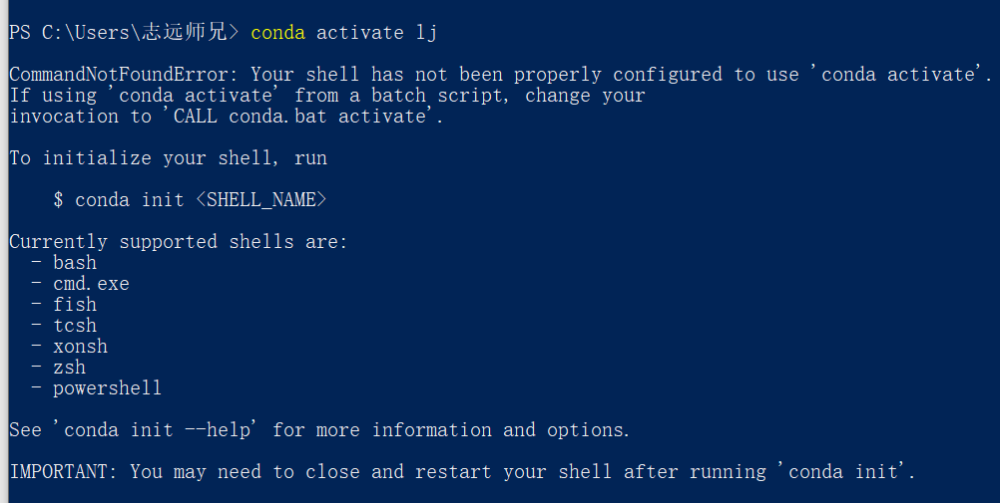 PS C:\Users\志远师兄> conda activate lj
CommandNotFoundError: Your shell has not been properly configured to use 'conda activate'.
If using 'conda activate' from a batch script, change your
invocation to 'CALL conda.bat activate'.
To initialize your shell, run
$ conda init <SHELL_NAME>
Currently supported shells are:
- bash
- cmd.exe
- fish
- tcsh
- xonsh
- zsh
- powershell
See 'conda init --help' for more information and options.
IMPORTANT: You may need to close and restart your shell after running 'conda init'.